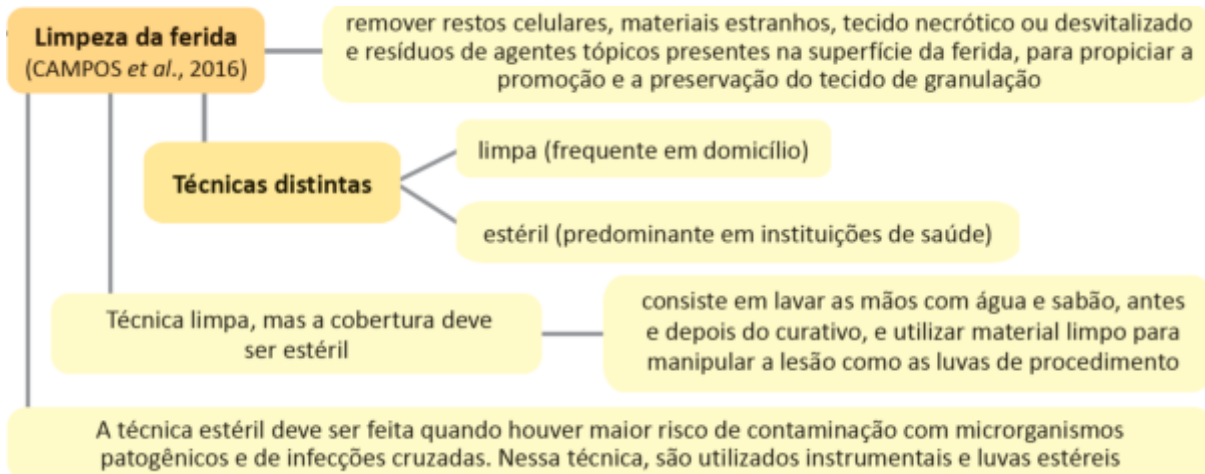 Limpeza da ferida
(CAMPOS et al., 2016)
remover restos celulares, materiais estranhos, tecido necrótico ou desvitalizado
e resíduos de agentes tópicos presentes na superfície da ferida, para propiciar a
promoção e a preservação do tecido de granulação
Técnicas distintas
limpa (frequente em domicílio)
estéril (predominante em instituições de saúde)
Técnica limpa, mas a cobertura deve
ser estéril
consiste em lavar as mãos com água e sabão, antes
e depois do curativo, e utilizar material limpo para
manipular a lesão como as luvas de procedimento
A técnica estéril deve ser feita quando houver maior risco de contaminação com microrganismos
patogênicos e de infecções cruzadas. Nessa técnica, são utilizados instrumentais e luvas estéreis